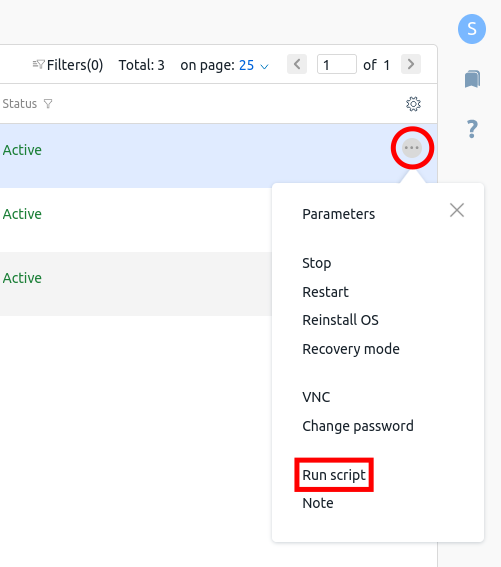 S
Filters(0) Total: 3 on page: 25 1 of 1
Status
?
Active
Active
Active
Parameters
Stop
Restart
Reinstall OS
Recovery mode
VNC
Change password
Run script
Note